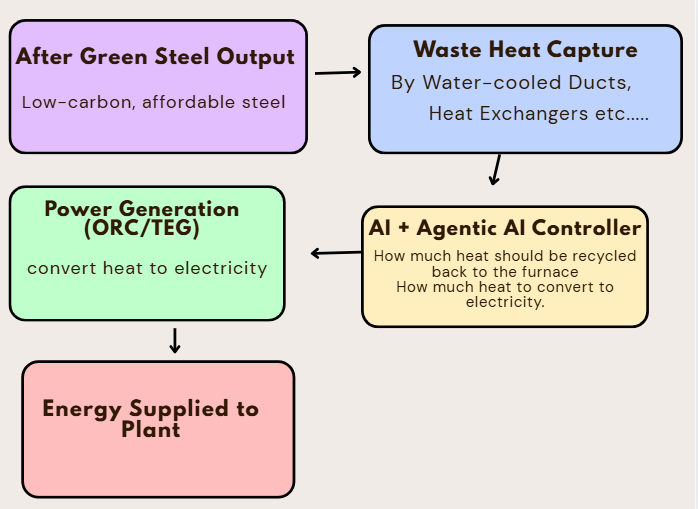 After Green Steel Output
Low-carbon, affordable steel
Waste Heat Capture
By Water-cooled Ducts,
Heat Exchangers etc.....
AI + Agentic AI Controller
How much heat should be recycled
back to the furnace
How much heat to convert to
electricity.
Power Generation
(ORC/TEG)
convert heat to electricity
Energy Supplied to
Plant